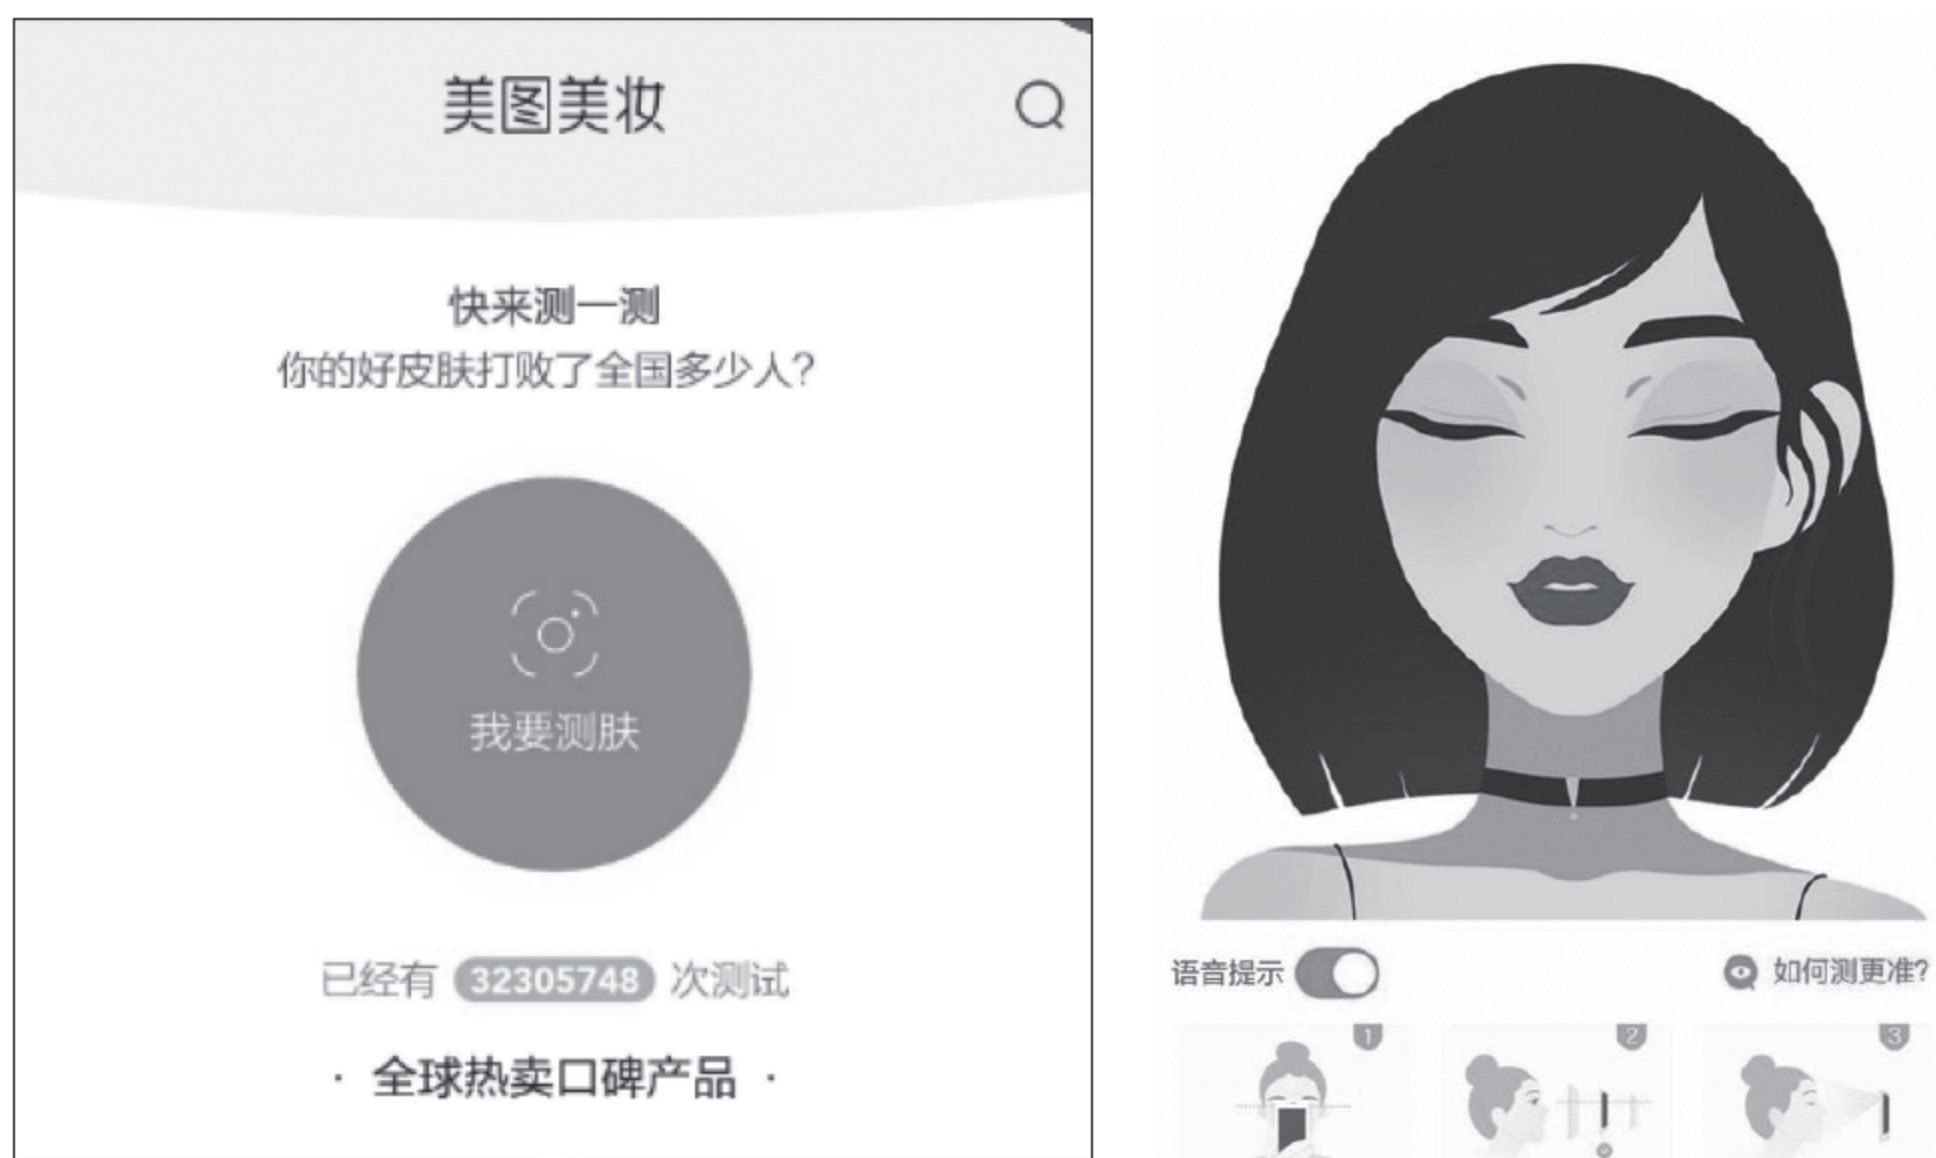 美图美妆
快来测一测
你的好皮肤打败了全国多少人?
我要测肤
已经有 32305748 次测试
· 全球热卖口碑产品 ·
语音提示
如何测更准?
1
2
3